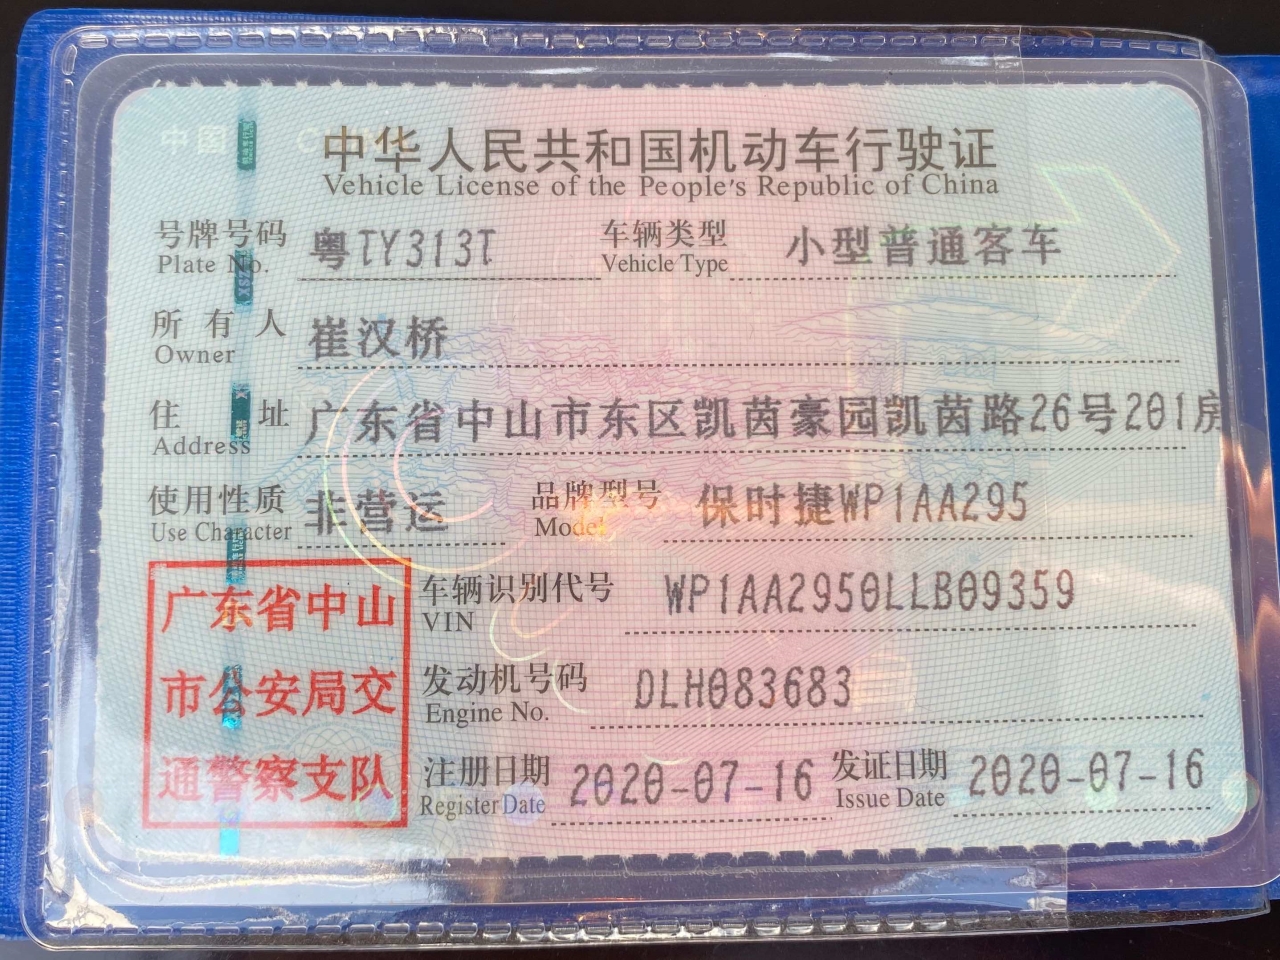 中国 CHINA
中华人民共和国机动车行驶证
Vehicle License of the People's Republic of China
号牌号码 粤TY313T 车辆类型 小型普通客车
Plate No. Vehicle Type
所有人 崔汉桥
Owner
住址 广东省中山市东区凯茵豪园凯茵路26号201房
Address
使用性质 非营运 品牌型号 保时捷WP1AA295
Use Character Model
车辆识别代号 WP1AA2950LLB09359
VIN
发动机号码 DLH083683
Engine No.
注册日期 2020-07-16 发证日期 2020-07-16
Register Date Issue Date
广东省中山
市公安局交
通警察支队